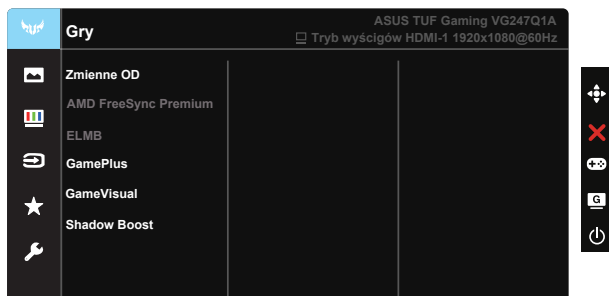 Gry
ASUS TUF Gaming VG247Q1A
Tryb wyścigów HDMI-1 1920x1080@60Hz
Zmienne OD
AMD FreeSync Premium
ELMB
GamePlus
GameVisual
Shadow Boost
G